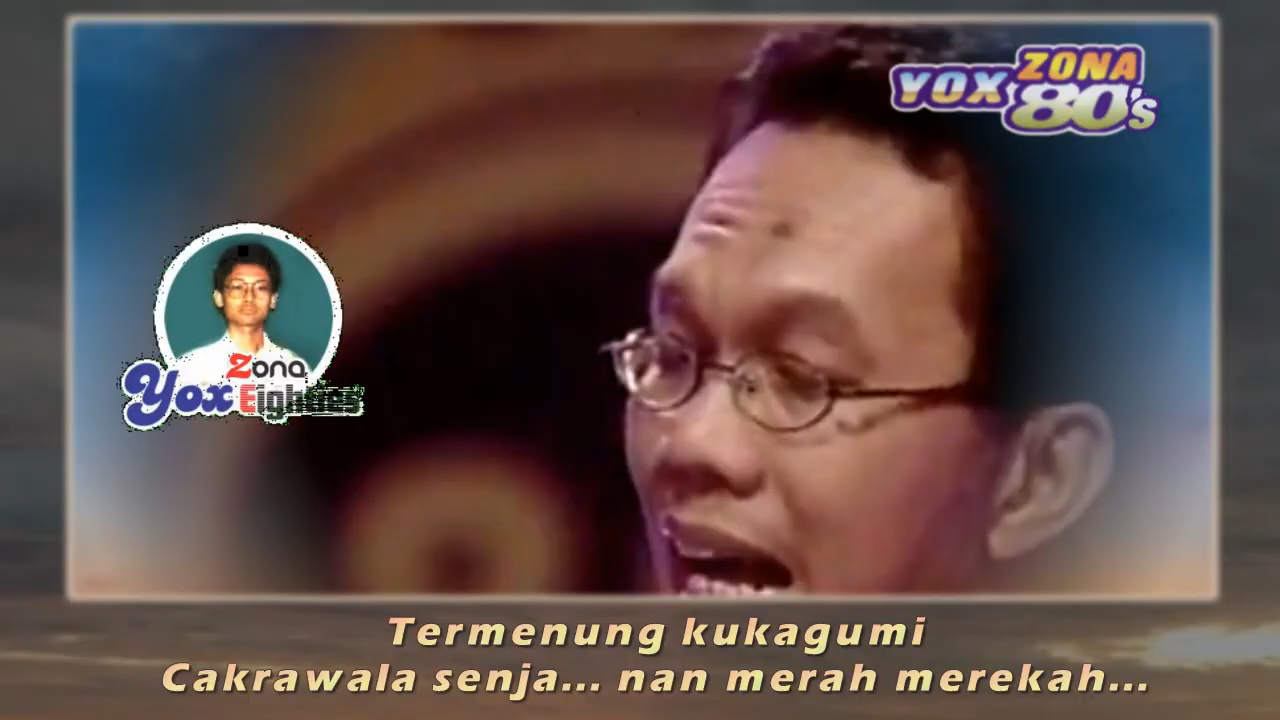 YOX ZONA 80's
Zona
Yox Eighties
Termenung kukagumi
Cakrawala senja... nan merah merekah...